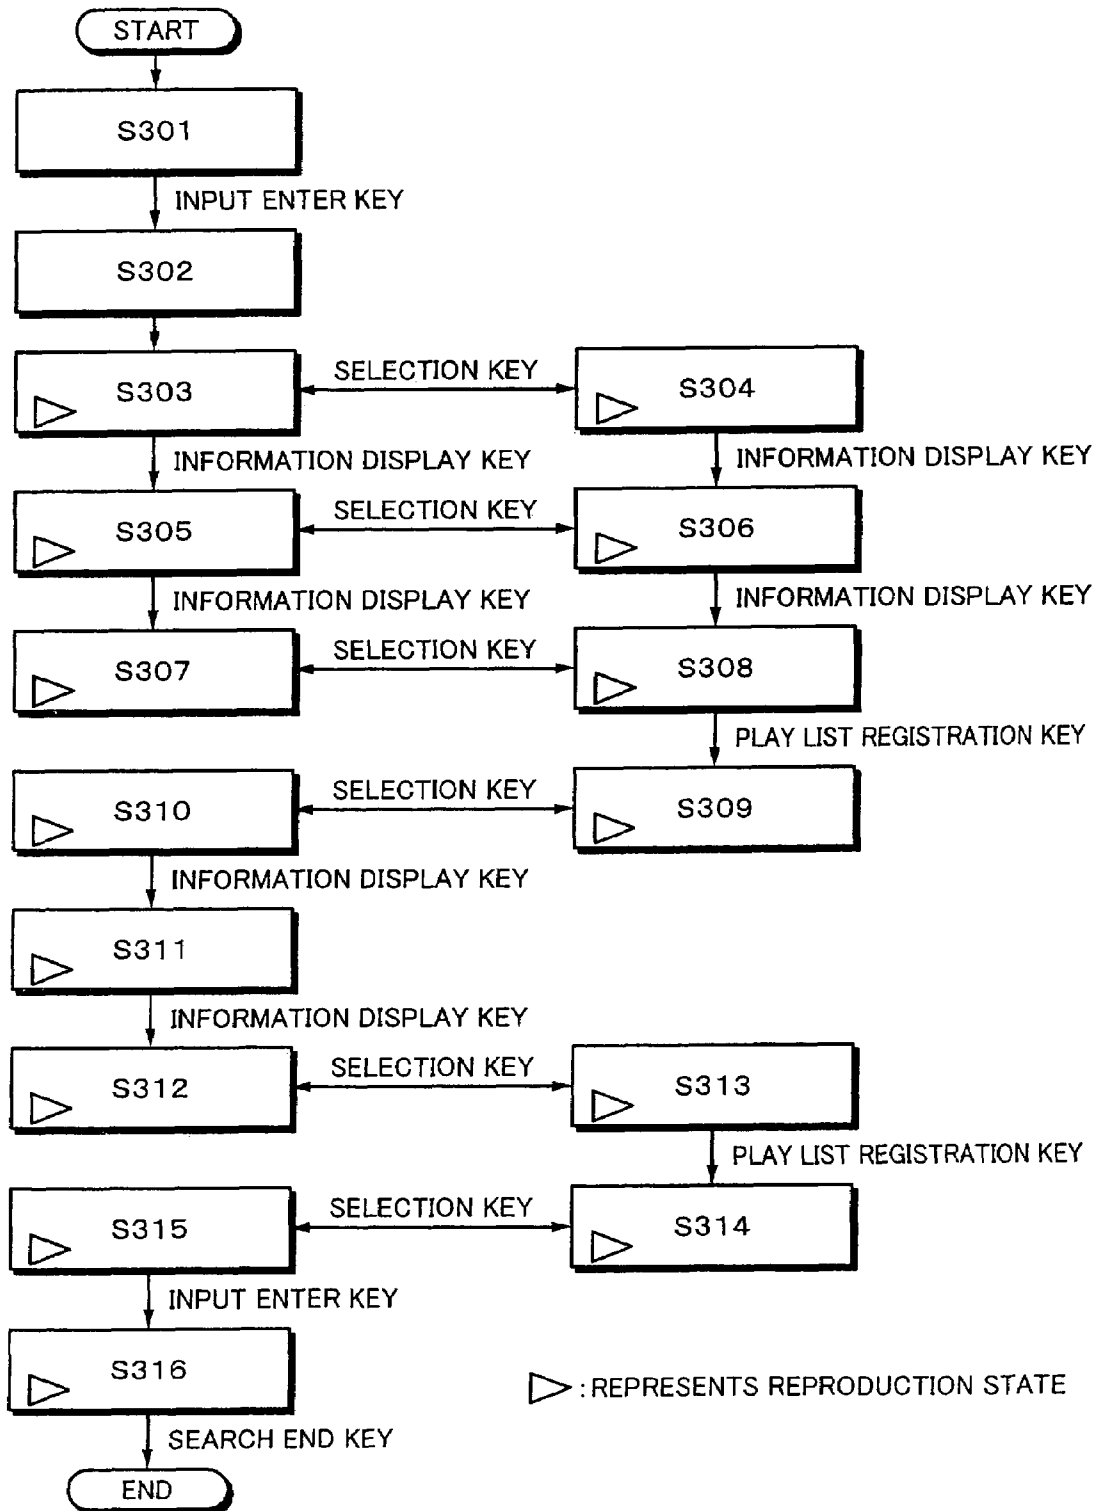 START
S301
INPUT ENTER KEY
S302
S303
SELECTION KEY
S304
INFORMATION DISPLAY KEY
INFORMATION DISPLAY KEY
S305
SELECTION KEY
S306
INFORMATION DISPLAY KEY
INFORMATION DISPLAY KEY
S307
SELECTION KEY
S308
PLAY LIST REGISTRATION KEY
S310
SELECTION KEY
S309
INFORMATION DISPLAY KEY
S311
INFORMATION DISPLAY KEY
S312
SELECTION KEY
S313
PLAY LIST REGISTRATION KEY
S315
SELECTION KEY
S314
INPUT ENTER KEY
S316
: REPRESENTS REPRODUCTION STATE
SEARCH END KEY
END